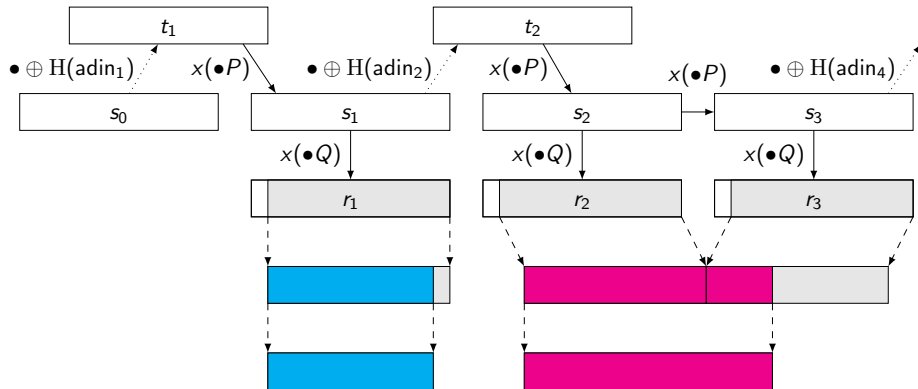 t₁ t₂
• ⊕ H(adin₁) x(•P) • ⊕ H(adin₂) x(•P) x(•P) • ⊕ H(adin₄)
s₀ s₁ s₂ s₃
x(•Q) x(•Q) x(•Q)
r₁ r₂ r₃